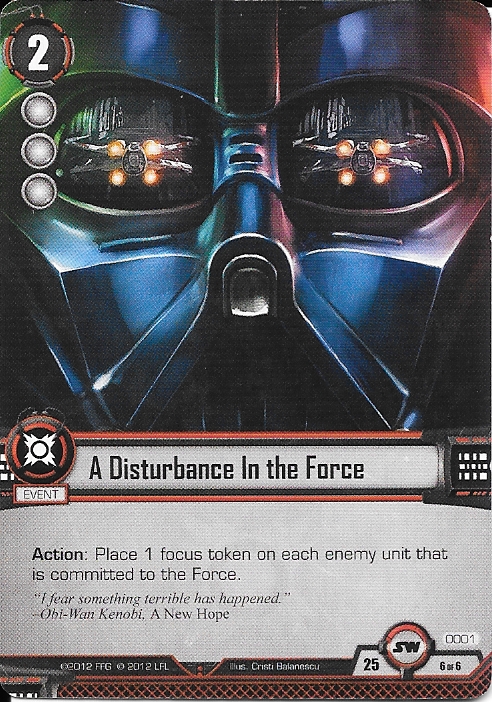 2
A Disturbance In the Force
EVENT
Action: Place 1 focus token on each enemy unit that
is committed to the Force.
"I fear something terrible has happened."
–Obi-Wan Kenobi, A New Hope
SW
0001
©2012 FFG © 2012 LFL
Illus. Cristi Balanescu
25
6 OF 6